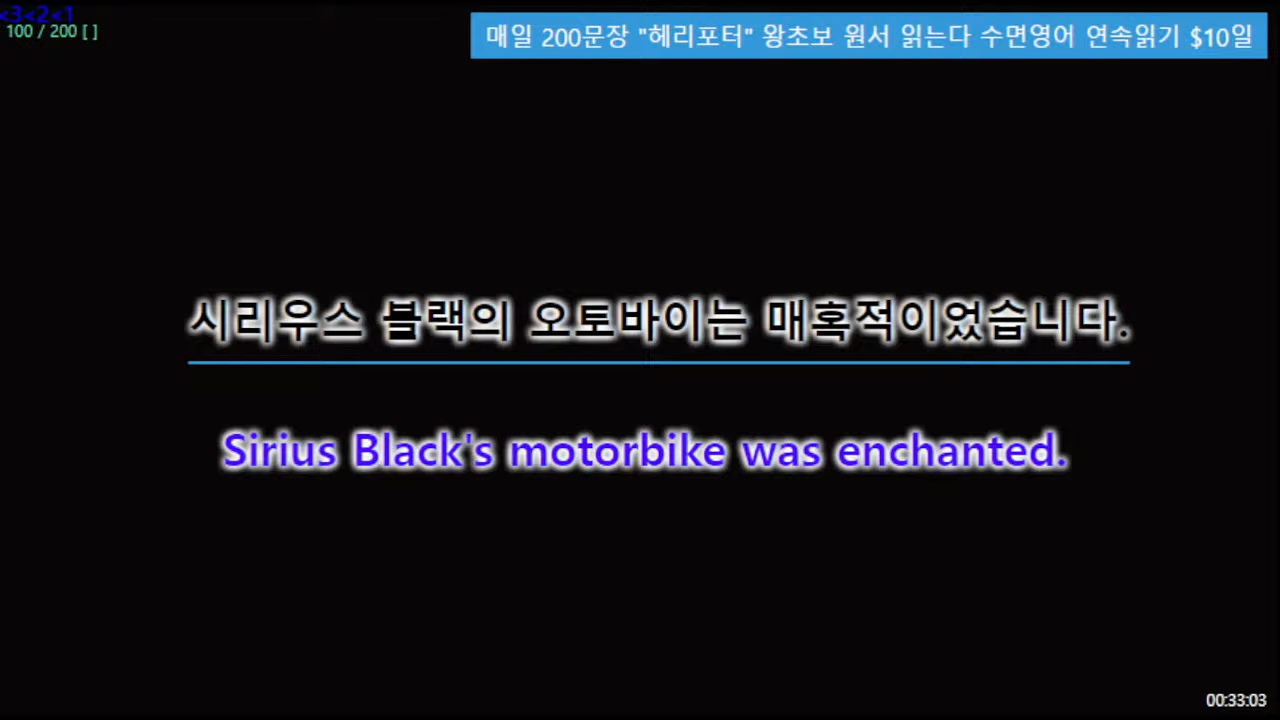 <3<2<1
100 / 200 [ ]
매일 200문장 "헤리포터" 왕초보 원서 읽는다 수면영어 연속읽기 $10일
시리우스 블랙의 오토바이는 매혹적이었습니다.
Sirius Black's motorbike was enchanted.
00:33:03